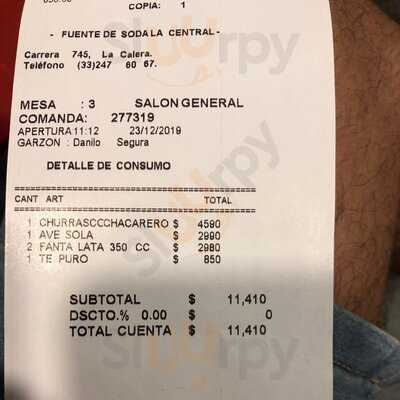 COPIA: 1
- FUENTE DE SODA LA CENTRAL -
Carrera 745, La Calera.
Teléfono (33)247 60 67.
MESA : 3 SALON GENERAL
COMANDA: 277319
APERTURA 11:12 23/12/2019
GARZON : Danilo Segura
DETALLE DE CONSUMO
CANT ART TOTAL
1 CHURRASCCCHACARERO $ 4590
1 AVE SOLA $ 2990
2 FANTA LATA 350 CC $ 2980
1 TE PURO $ 850
SUBTOTAL $ 11,410
DSCTO.% 0.00 $ 0
TOTAL CUENTA $ 11,410